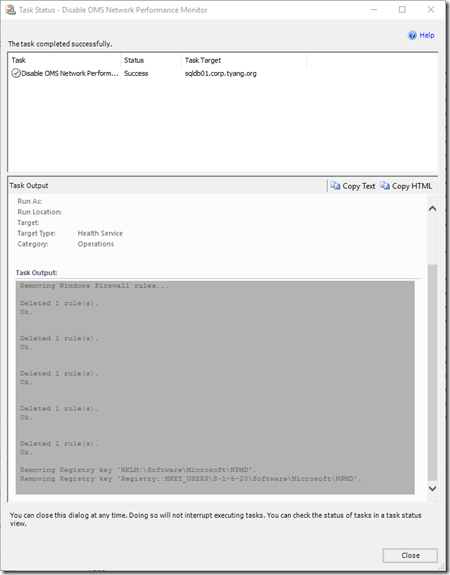 Task Status - Disable OMS Network Performance Monitor
Help
The task completed successfully.
Task Status Task Target
Disable OMS Network Perform... Success sqldb01.corp.tyang.org
Task Output Copy Text Copy HTML
Run As:
Run Location:
Target:
Target Type: Health Service
Category: Operations
Task Output:
Removing Windows Firewall rules...
Deleted 1 rule(s).
Ok.
Deleted 1 rule(s).
Ok.
Deleted 1 rule(s).
Ok.
Deleted 1 rule(s).
Ok.
Deleted 1 rule(s).
Ok.
Removing Registry key 'HKLM:\Software\Microsoft\NPMD'.
Removing Registry key 'Registry::HKEY_USERS\S-1-5-20\Software\Microsoft\NPMD'.
You can close this dialog at any time. Doing so will not interrupt executing tasks. You can check the status of tasks in a task status
view.
Close